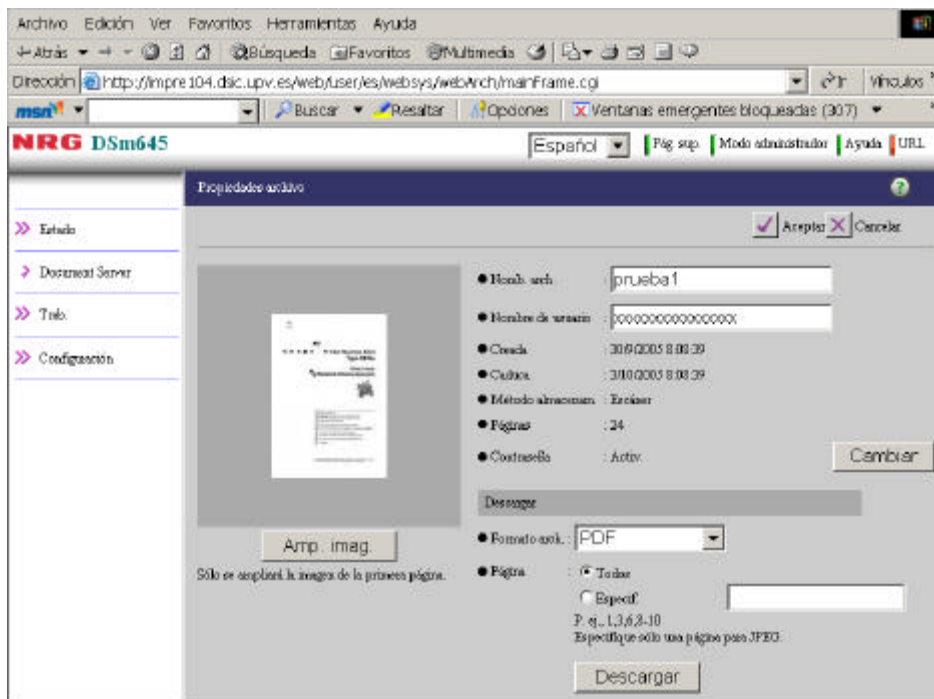 Archivo Edición Ver Favoritos Herramientas Ayuda
Atrás Búsqueda Favoritos Multimedia
Dirección http://impre104.dsic.upv.es/web/user/es/websys/webArch/mainFrame.cgi Ir Vínculos
msn Buscar Resaltar Opciones Ventanas emergentes bloqueadas (307)
NRG DSm645 Español Pág. sup. Modo administrador Ayuda URL
Propiedades archivo
Aceptar Cancelar
Estado
Document Server
Trab.
Configuración
Nomb. arch. : prueba1
Nombre de usuario : xxxxxxxxxxxxxxx
Creada : 30/9/2005 8:08:39
Caduca : 3/10/2005 8:08:39
Método almacenam. : Escáner
Páginas : 24
Contraseña : Activ. Cambiar
Descargar
Formato arch. : PDF
Amp. imag.
Sólo se ampliará la imagen de la primera página.
Página : Todas
Especif.
P. ej., 1,3,6,8-10
Especifique sólo una página para JPEG.
Descargar